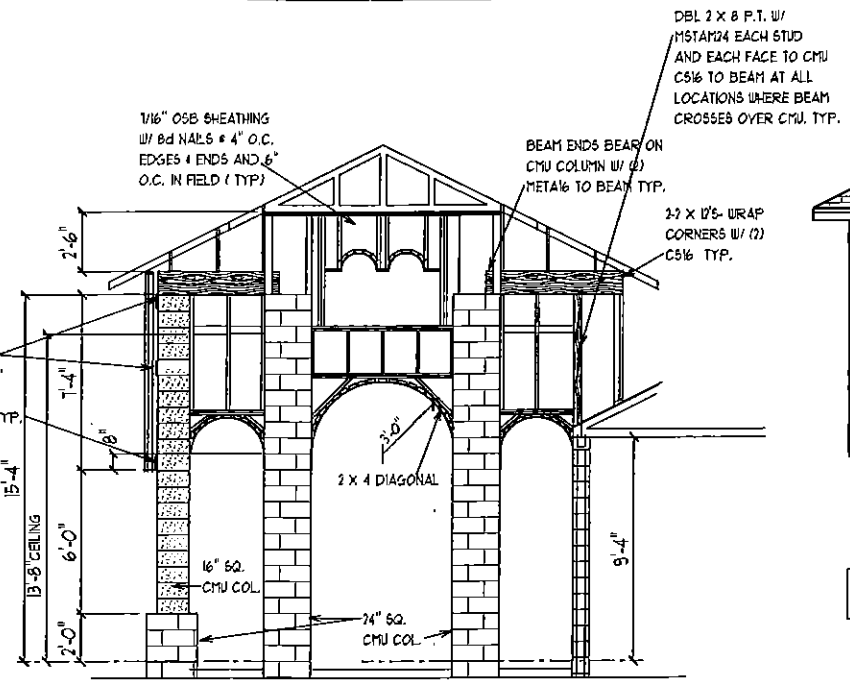 DBL 2 X 8 P.T. W/
MSTAM24 EACH STUD
AND EACH FACE TO CMU
CS16 TO BEAM AT ALL
LOCATIONS WHERE BEAM
CROSSES OVER CMU, TYP.
7/16" OSB SHEATHING
W/ 8d NAILS @ 4" O.C.
EDGES & ENDS AND 6"
O.C. IN FIELD (TYP)
BEAM ENDS BEAR ON
CMU COLUMN W/ (2)
META16 TO BEAM TYP.
2-2 X 12'S- WRAP
CORNERS W/ (2)
CS16 TYP.
2'-6"
7'-4"
YP.
8"
15'-4"
13'-8" CEILING
6'-0"
2'-0"
3'-0"
2 X 4 DIAGONAL
9'-4"
16" SQ.
CMU COL.
24" SQ.
CMU COL.